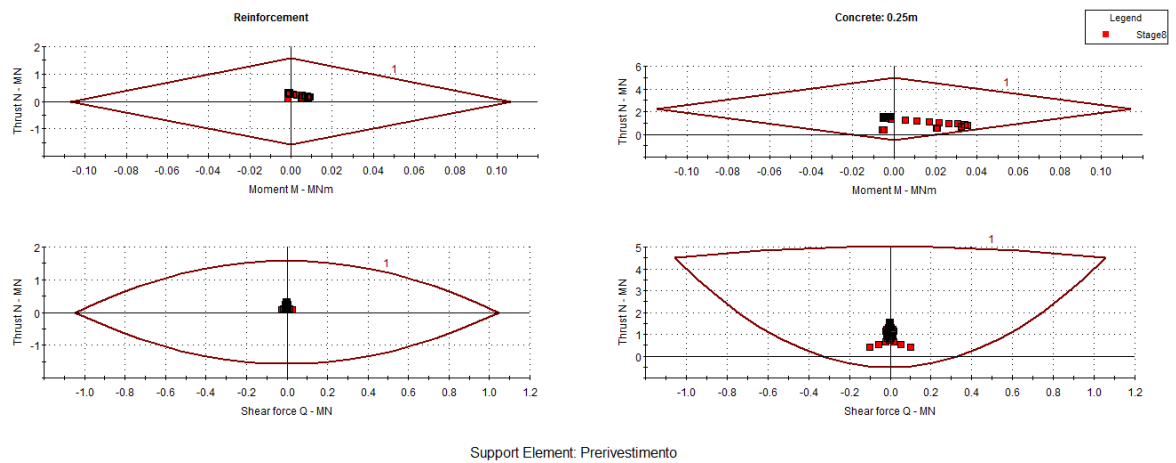 Reinforcement
Concrete: 0.25m
Legend
Stage8
Thrust N - MN
2
1
0
-1
1
-0.10 -0.08 -0.06 -0.04 -0.02 0.00 0.02 0.04 0.06 0.08 0.10
Moment M - MNm
Thrust N - MN
6
4
2
0
1
-0.10 -0.08 -0.06 -0.04 -0.02 0.00 0.02 0.04 0.06 0.08 0.10
Moment M - MNm
Thrust N - MN
2
1
0
-1
1
-1.0 -0.8 -0.6 -0.4 -0.2 0.0 0.2 0.4 0.6 0.8 1.0 1.2
Shear force Q - MN
Thrust N - MN
5
4
3
2
1
0
1
-1.0 -0.8 -0.6 -0.4 -0.2 0.0 0.2 0.4 0.6 0.8 1.0 1.2
Shear force Q - MN
Support Element: Prerivestimento